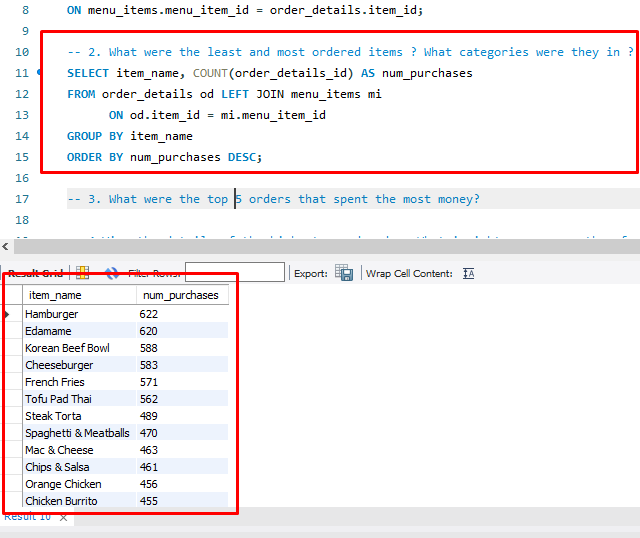 8 ON menu_items.menu_item_id = order_details.item_id;
9
10 -- 2. What were the least and most ordered items ? What categories were they in ?
11 SELECT item_name, COUNT(order_details_id) AS num_purchases
12 FROM order_details od LEFT JOIN menu_items mi
13 ON od.item_id = mi.menu_item_id
14 GROUP BY item_name
15 ORDER BY num_purchases DESC;
16
17 -- 3. What were the top 5 orders that spent the most money?
18
Result Grid Filter Rows: Export: Wrap Cell Content:
item_name num_purchases
Hamburger 622
Edamame 620
Korean Beef Bowl 588
Cheeseburger 583
French Fries 571
Tofu Pad Thai 562
Steak Torta 489
Spaghetti & Meatballs 470
Mac & Cheese 463
Chips & Salsa 461
Orange Chicken 456
Chicken Burrito 455
Result 10